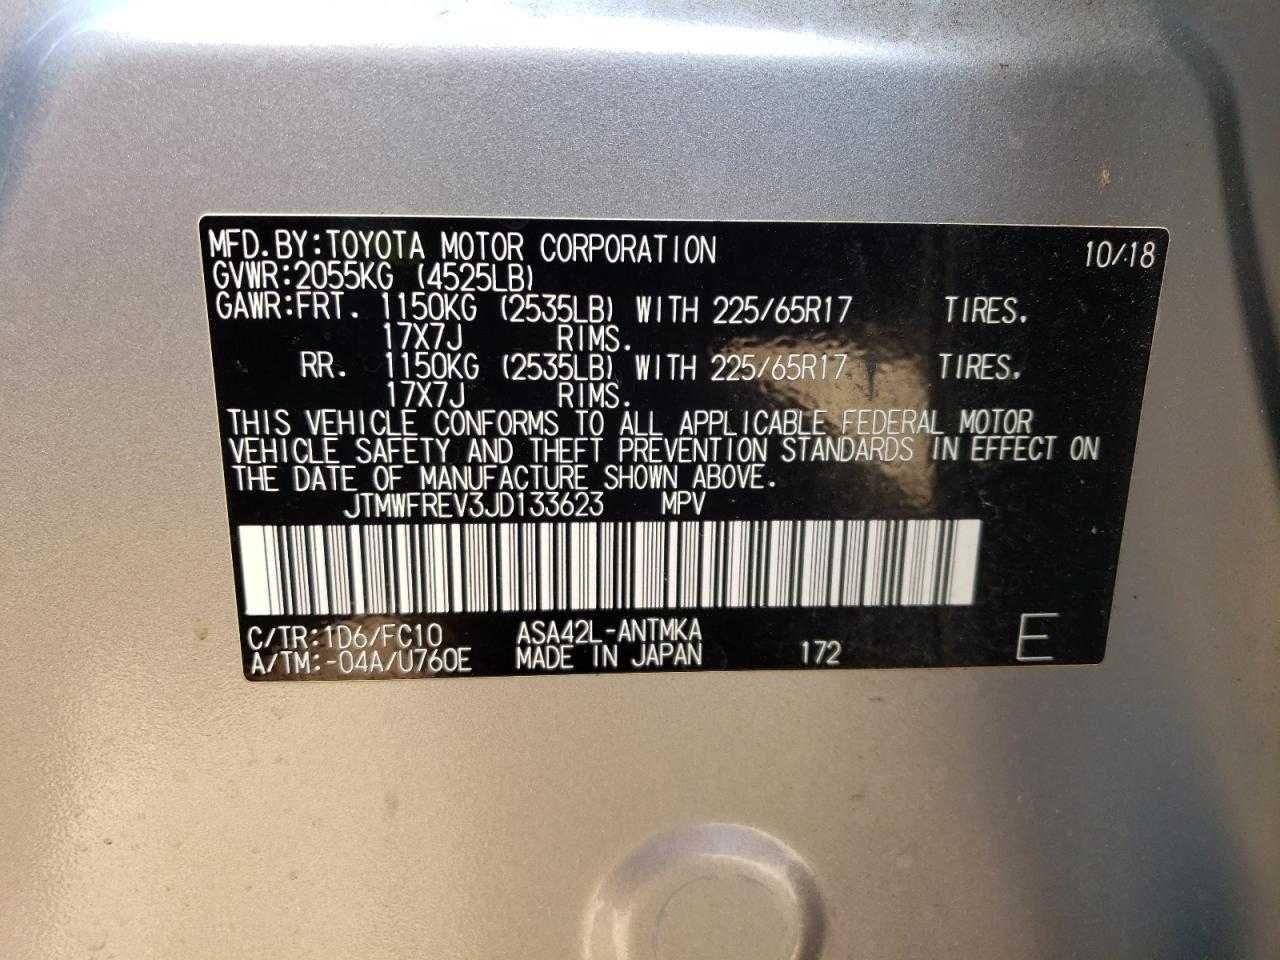 MFD.BY:TOYOTA MOTOR CORPORATION 10/18
GVWR:2055KG (4525LB)
GAWR:FRT. 1150KG (2535LB) WITH 225/65R17 TIRES.
17X7J RIMS.
RR. 1150KG (2535LB) WITH 225/65R17 TIRES.
17X7J RIMS.
THIS VEHICLE CONFORMS TO ALL APPLICABLE FEDERAL MOTOR
VEHICLE SAFETY AND THEFT PREVENTION STANDARDS IN EFFECT ON
THE DATE OF MANUFACTURE SHOWN ABOVE.
JTMWFREV3JD133623 MPV
C/TR:1D6/FC10 ASA42L-ANTMKA
A/TM:-04A/U760E MADE IN JAPAN 172 E